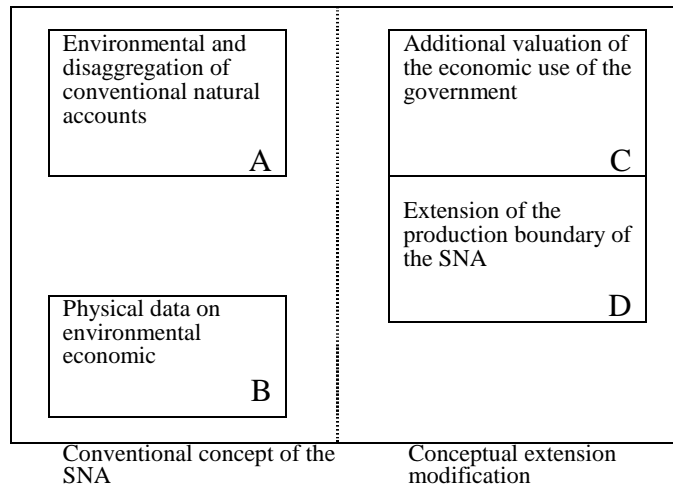 Environmental and
disaggregation of
conventional natural
accounts
A
Physical data on
environmental
economic
B
Additional valuation of
the economic use of the
government
C
Extension of the
production boundary of
the SNA
D
Conventional concept of the
SNA
Conceptual extension
modification